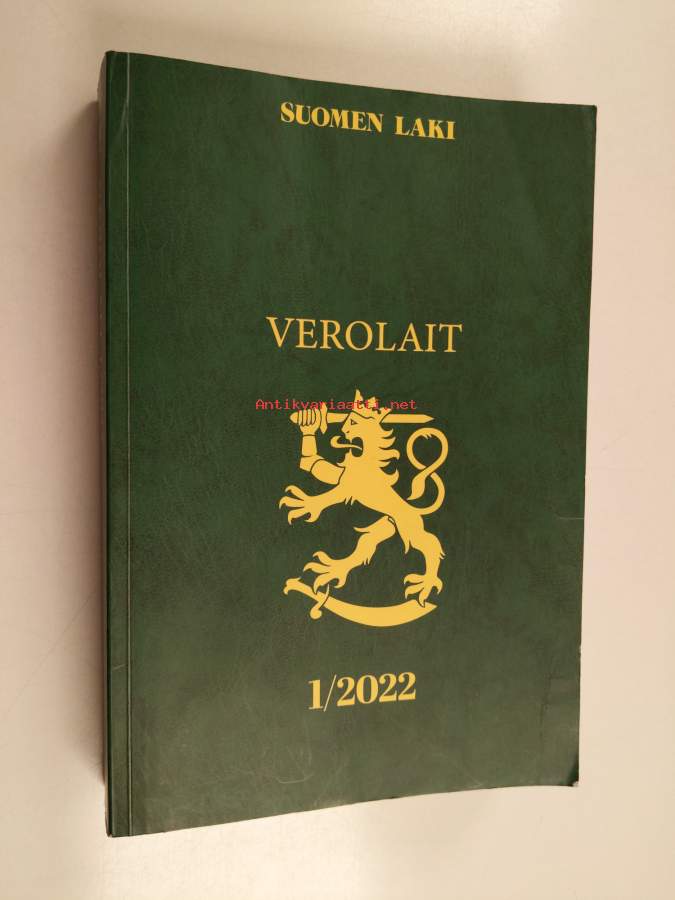 SUOMEN LAKI
VEROLAIT
Antikvariaatti.net
1/2022